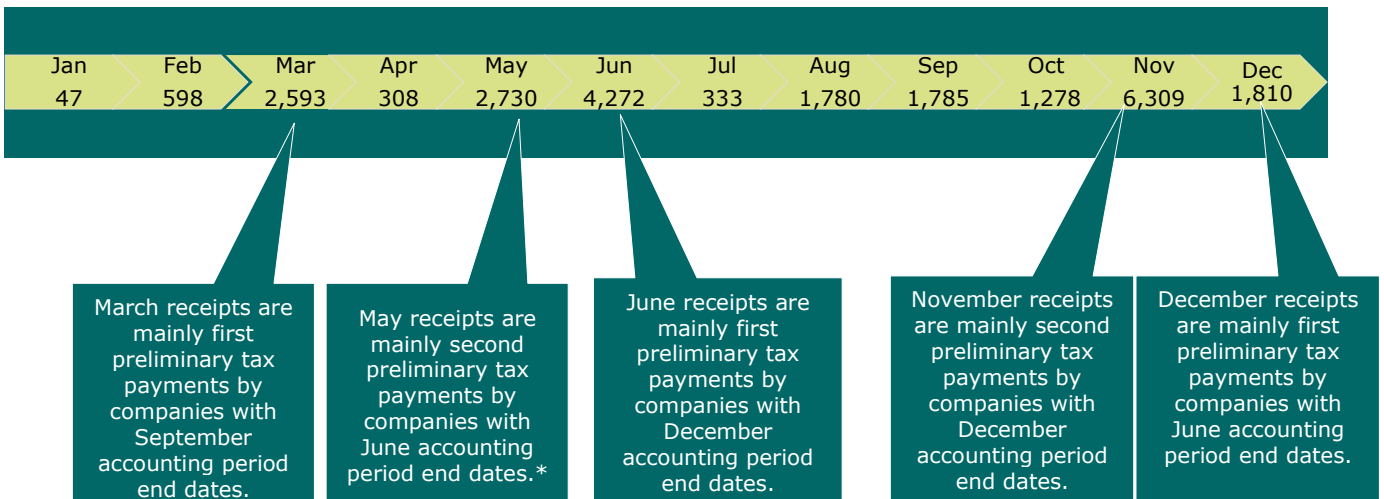 Jan Feb Mar Apr May Jun Jul Aug Sep Oct Nov Dec
47 598 2,593 308 2,730 4,272 333 1,780 1,785 1,278 6,309 1,810
March receipts are
mainly first
preliminary tax
payments by
companies with
September
accounting period
end dates.
May receipts are
mainly second
preliminary tax
payments by
companies with
June accounting
period end dates.*
June receipts are
mainly first
preliminary tax
payments by
companies with
December
accounting period
end dates.
November receipts
are mainly second
preliminary tax
payments by
companies with
December
accounting period
end dates.
December receipts
are mainly first
preliminary tax
payments by
companies with
June accounting
period end dates.